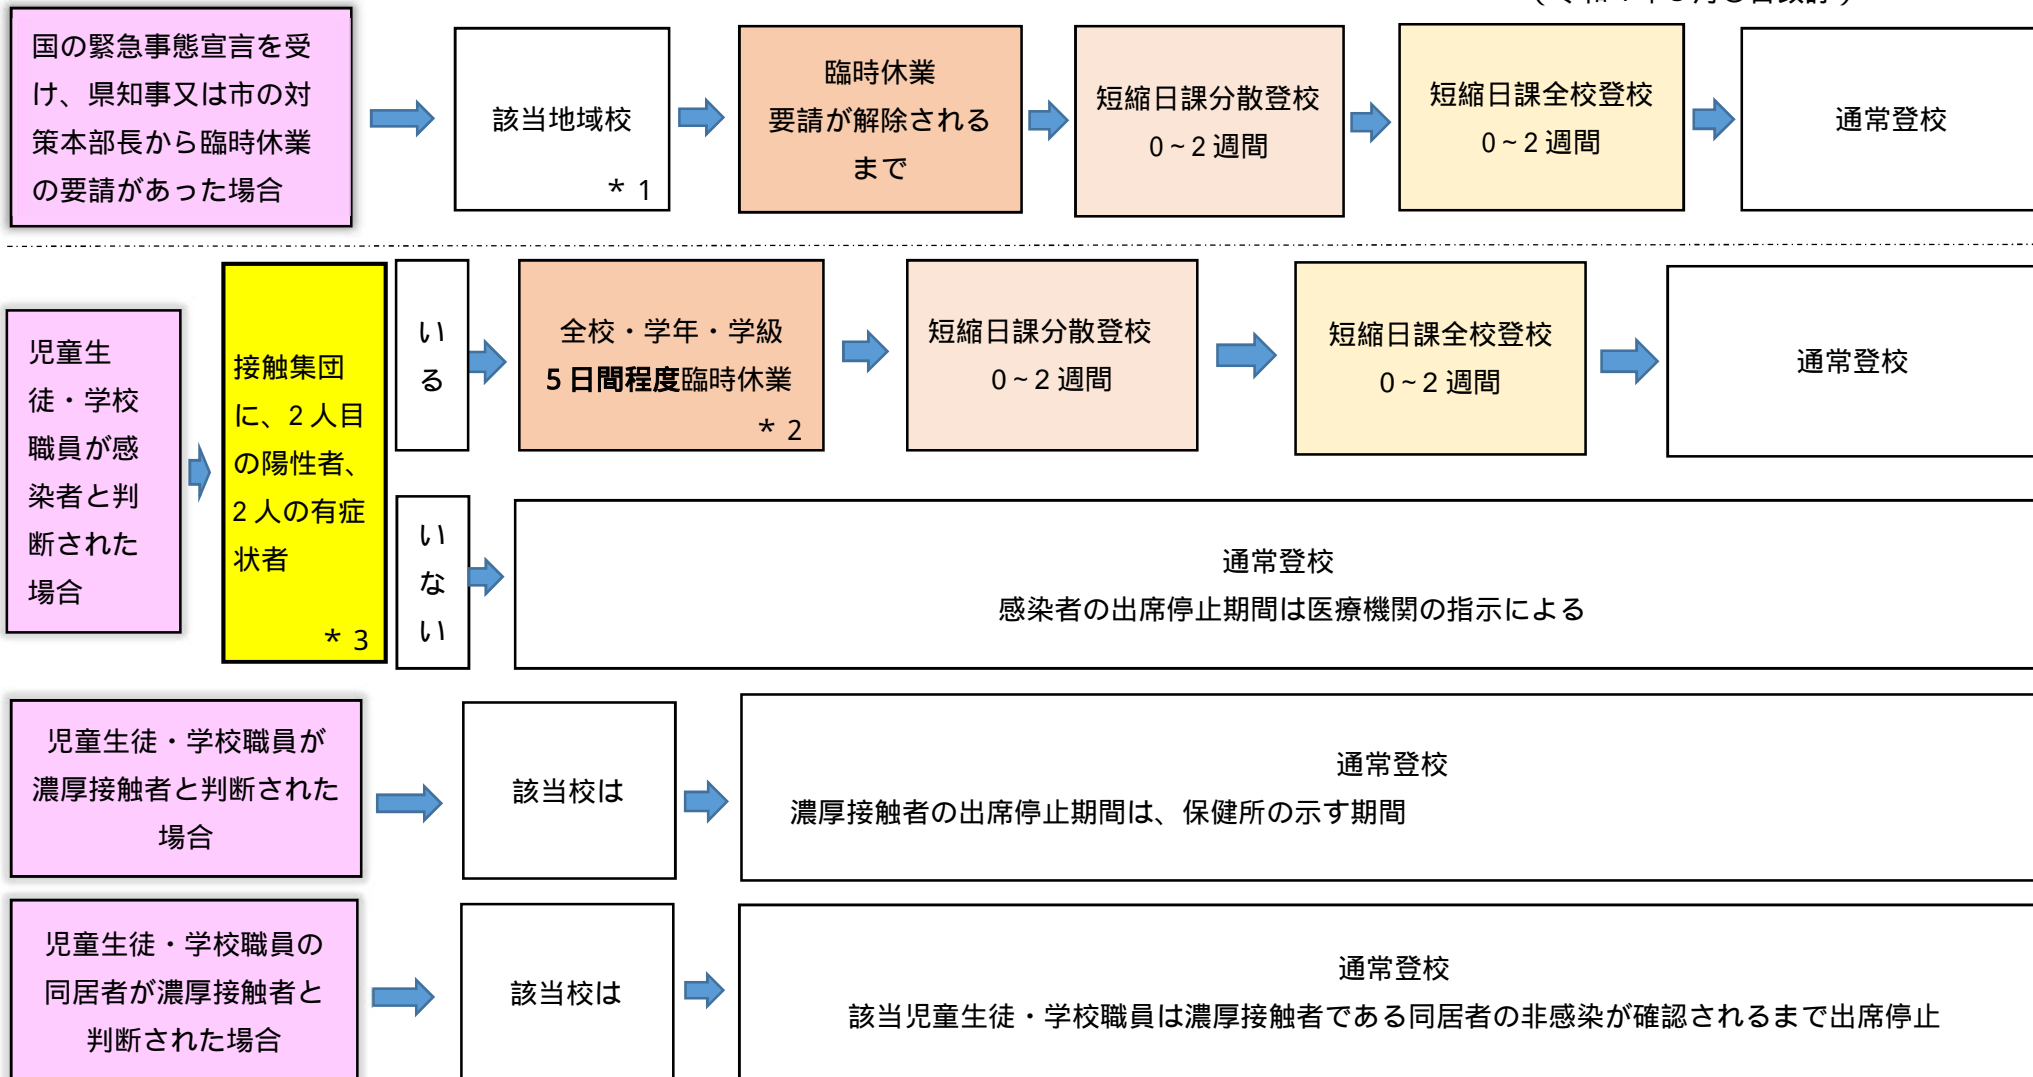 国の緊急事態宣言を受
け、県知事又は市の対
策本部長から臨時休業
の要請があった場合
該当地域校
＊1
臨時休業
要請が解除される
まで
短縮日課分散登校
0～2週間
短縮日課全校登校
0～2週間
通常登校
児童生
徒・学校
職員が感
染者と判
断された
場合
接触集団
に、2人目
の陽性者、
2人の有症
状者
＊3
い
る
全校・学年・学級
5日間程度臨時休業
＊2
短縮日課分散登校
0～2週間
短縮日課全校登校
0～2週間
通常登校
い
な
い
通常登校
感染者の出席停止期間は医療機関の指示による
児童生徒・学校職員が
濃厚接触者と判断された
場合
該当校は
通常登校
濃厚接触者の出席停止期間は、保健所の示す期間
児童生徒・学校職員の
同居者が濃厚接触者と
判断された場合
該当校は
通常登校
該当児童生徒・学校職員は濃厚接触者である同居者の非感染が確認されるまで出席停止